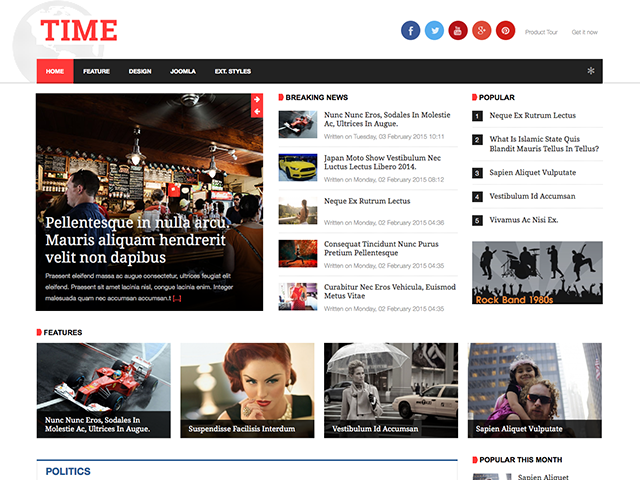 TIME
Product Tour
Get it now
HOME
FEATURE
DESIGN
JOOMLA
EXT. STYLES
Pellentesque in nulla arcu.
Mauris aliquam hendrerit
velit non dapibus
Praesent eleifend massa ac augue consectetur, ultrices feugiat elit
eleifend. Praesent sit amet lacinia nisl, congue lacinia enim. Integer
malesuada quam nec accumsan accumsan.t [...]
BREAKING NEWS
Nunc Nunc Eros, Sodales In Molestie
Ac, Ultrices In Augue.
Written on Tuesday, 03 February 2015 10:11
Japan Moto Show Vestibulum Nec
Luctus Lectus Libero 2014.
Written on Monday, 02 February 2015 08:12
Neque Ex Rutrum Lectus
Written on Monday, 02 February 2015 04:36
Consequat Tincidunt Nunc Purus
Pretium Pellentesque
Written on Monday, 02 February 2015 04:35
Curabitur Nec Eros Vehicula, Euismod
Metus Vitae
Written on Monday, 02 February 2015 04:35
POPULAR
1 Neque Ex Rutrum Lectus
2 What Is Islamic State Quis
Blandit Mauris Tellus In Tellus?
3 Sapien Aliquet Vulputate
4 Vestibulum Id Accumsan
5 Vivamus Ac Nisi Ex.
Rock Band 1980s
FEATURES
Nunc Nunc Eros, Sodales In
Molestie Ac, Ultrices In Augue.
Suspendisse Facilisis Interdum
Vestibulum Id Accumsan
Sapien Aliquet Vulputate
POLITICS
POPULAR THIS MONTH
Sapien Aliquet